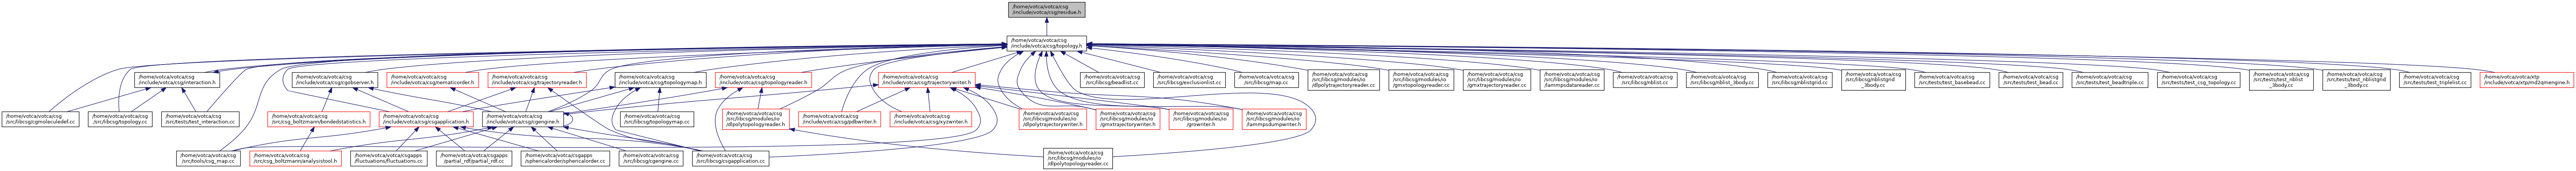 /home/votca/votca/csg
/include/votca/csg/residue.h
/home/votca/votca/csg
/include/votca/csg/topology.h
/home/votca/votca/csg
/include/votca/csg/interaction.h
/home/votca/votca/csg
/include/votca/csg/cgobserver.h
/home/votca/votca/csg
/include/votca/csg/nematicorder.h
/home/votca/votca/csg
/include/votca/csg/trajectoryreader.h
/home/votca/votca/csg
/include/votca/csg/topologymap.h
/home/votca/votca/csg
/include/votca/csg/topologyreader.h
/home/votca/votca/csg
/include/votca/csg/trajectorywriter.h
/home/votca/votca/csg
/src/libcsg/beadlist.cc
/home/votca/votca/csg
/src/libcsg/exclusionlist.cc
/home/votca/votca/csg
/src/libcsg/map.cc
/home/votca/votca/csg
/src/libcsg/modules/io
/dlpolytrajectoryreader.cc
/home/votca/votca/csg
/src/libcsg/modules/io
/gmxtopologyreader.cc
/home/votca/votca/csg
/src/libcsg/modules/io
/gmxtrajectoryreader.cc
/home/votca/votca/csg
/src/libcsg/modules/io
/lammpsdatareader.cc
/home/votca/votca/csg
/src/libcsg/nblist.cc
/home/votca/votca/csg
/src/libcsg/nblist_3body.cc
/home/votca/votca/csg
/src/libcsg/nblistgrid.cc
/home/votca/votca/csg
/src/libcsg/nblistgrid
_3body.cc
/home/votca/votca/csg
/src/tests/test_basebead.cc
/home/votca/votca/csg
/src/tests/test_bead.cc
/home/votca/votca/csg
/src/tests/test_beadtriple.cc
/home/votca/votca/csg
/src/tests/test_csg_topology.cc
/home/votca/votca/csg
/src/tests/test_nblist
_3body.cc
/home/votca/votca/csg
/src/tests/test_nblistgrid
_3body.cc
/home/votca/votca/csg
/src/tests/test_triplelist.cc
/home/votca/votca/xtp
/include/votca/xtp/md2qmengine.h
/home/votca/votca/csg
/src/libcsg/cgmoleculedef.cc
/home/votca/votca/csg
/src/libcsg/topology.cc
/home/votca/votca/csg
/src/tests/test_interaction.cc
/home/votca/votca/csg
/src/csg_boltzmann/bondedstatistics.h
/home/votca/votca/csg
/include/votca/csg/csgapplication.h
/home/votca/votca/csg
/include/votca/csg/cgengine.h
/home/votca/votca/csg
/src/libcsg/topologymap.cc
/home/votca/votca/csg
/src/libcsg/modules/io
/dlpolytopologyreader.h
/home/votca/votca/csg
/include/votca/csg/pdbwriter.h
/home/votca/votca/csg
/include/votca/csg/xyzwriter.h
/home/votca/votca/csg
/src/libcsg/modules/io
/dlpolytrajectorywriter.h
/home/votca/votca/csg
/src/libcsg/modules/io
/gmxtrajectorywriter.h
/home/votca/votca/csg
/src/libcsg/modules/io
/growriter.h
/home/votca/votca/csg
/src/libcsg/modules/io
/lammpsdumpwriter.h
/home/votca/votca/csg
/src/tools/csg_map.cc
/home/votca/votca/csg
/src/csg_boltzmann/analysistool.h
/home/votca/votca/csgapps
/fluctuations/fluctuations.cc
/home/votca/votca/csgapps
/partial_rdf/partial_rdf.cc
/home/votca/votca/csgapps
/sphericalorder/sphericalorder.cc
/home/votca/votca/csg
/src/libcsg/cgengine.cc
/home/votca/votca/csg
/src/libcsg/csgapplication.cc
/home/votca/votca/csg
/src/libcsg/modules/io
/dlpolytopologyreader.cc